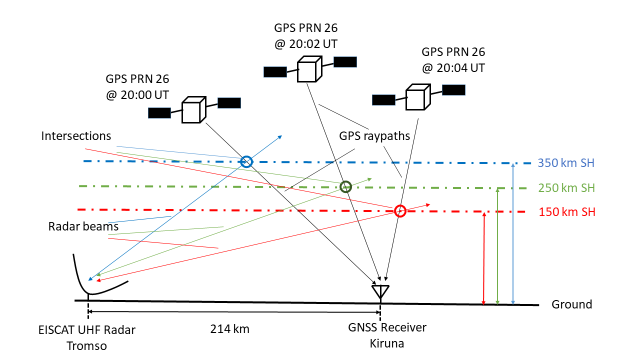 GPS PRN 26
@ 20:02 UT
GPS PRN 26
@ 20:04 UT
GPS PRN 26
@ 20:00 UT
Intersections
GPS raypaths
350 km SH
250 km SH
150 km SH
Radar beams
Ground
214 km
EISCAT UHF Radar
Tromso
GNSS Receiver
Kiruna